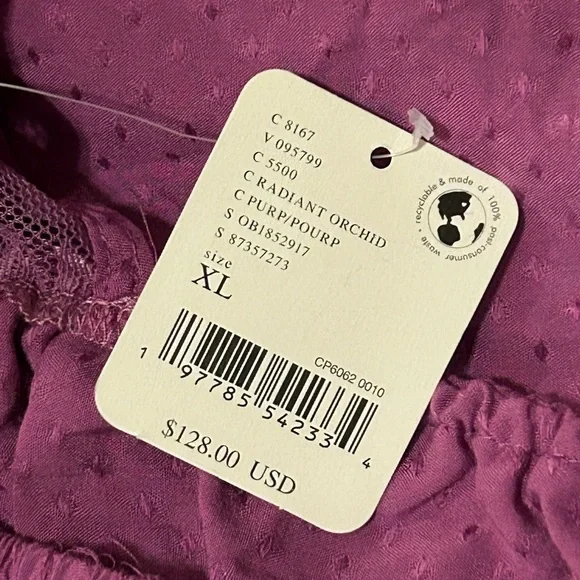 C 8167
V 095799
C 5500
C RADIANT ORCHID
C PURP/POURP
S OB1852917
S 87357273
size
XL
recyclable & made of 100% post-consumer waste •
CP6062 0010
1 97785 54233 4
$128.00 USD